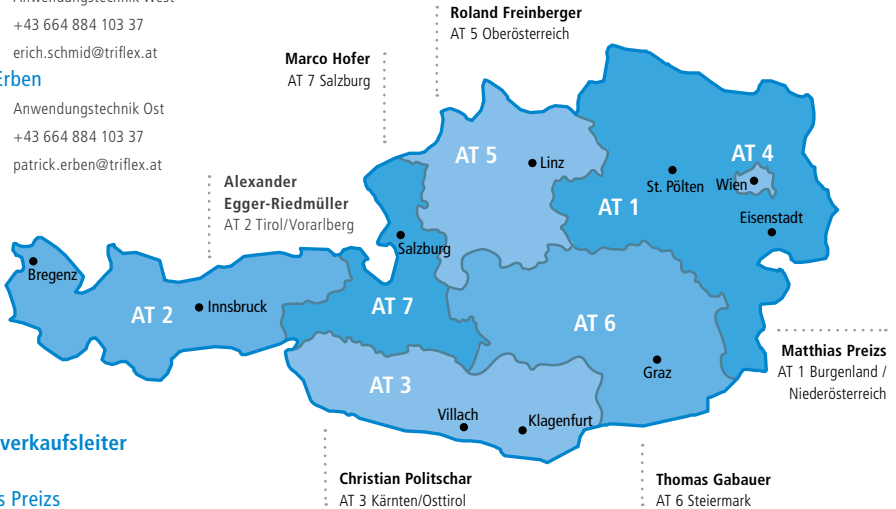 Anwendungstechnik West
+43 664 884 103 37
erich.schmid@triflex.at
Erben
Anwendungstechnik Ost
+43 664 884 103 37
patrick.erben@triflex.at
Roland Freinberger
AT 5 Oberösterreich
Marco Hofer
AT 7 Salzburg
Alexander
Egger-Riedmüller
AT 2 Tirol/Vorarlberg
AT 5
Linz
AT 4
St. Pölten
Wien
AT 1
Eisenstadt
Salzburg
Bregenz
Innsbruck
AT 2
AT 7
AT 6
Graz
AT 3
Villach
Klagenfurt
Matthias Preizs
AT 1 Burgenland /
Niederösterreich
verkaufsleiter
s Preizs
Christian Politschar
AT 3 Kärnten/Osttirol
Thomas Gabauer
AT 6 Steiermark